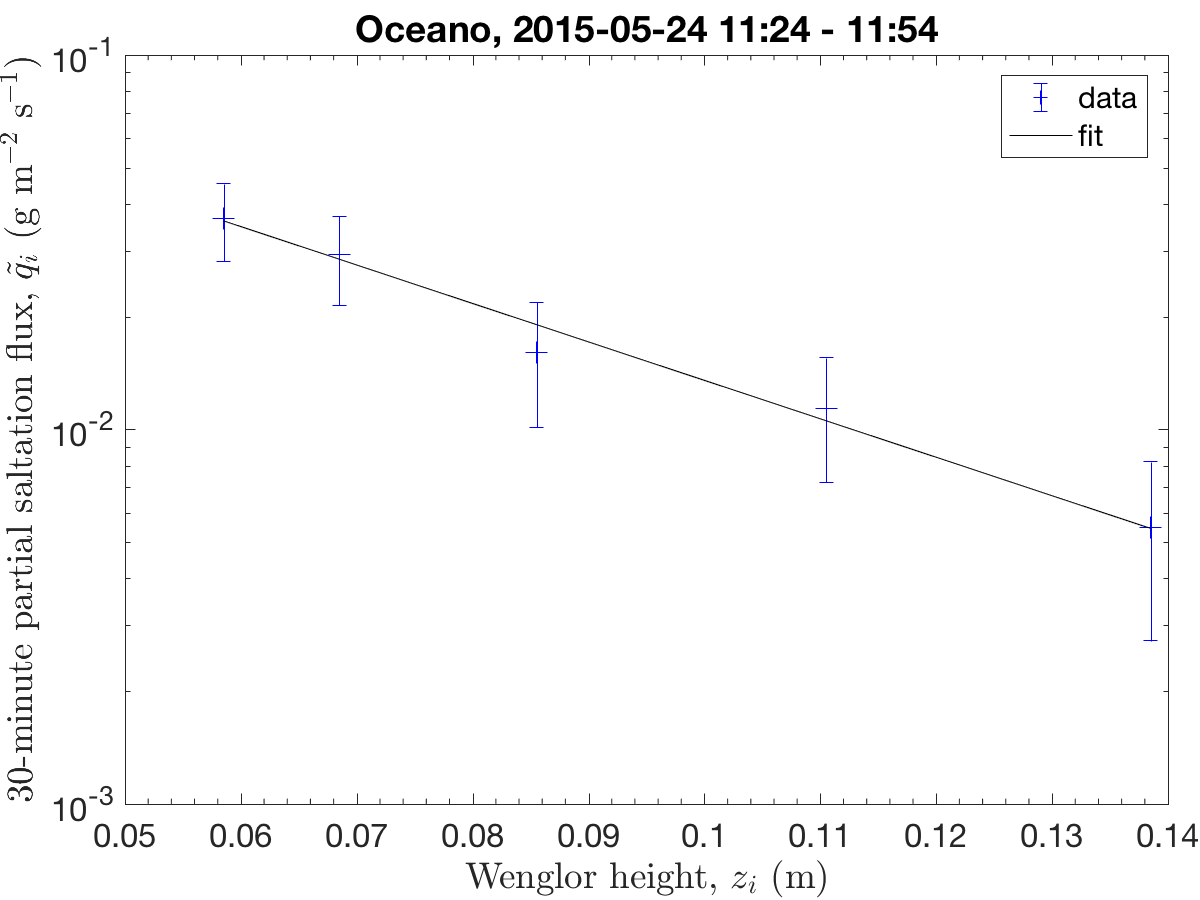 Oceano, 2015-05-24 11:24 - 11:54
30-minute partial saltation flux, q̃ᵢ (g m⁻² s⁻¹)
10⁻¹
10⁻²
10⁻³
data
fit
0.05 0.06 0.07 0.08 0.09 0.1 0.11 0.12 0.13 0.14
Wenglor height, zᵢ (m)